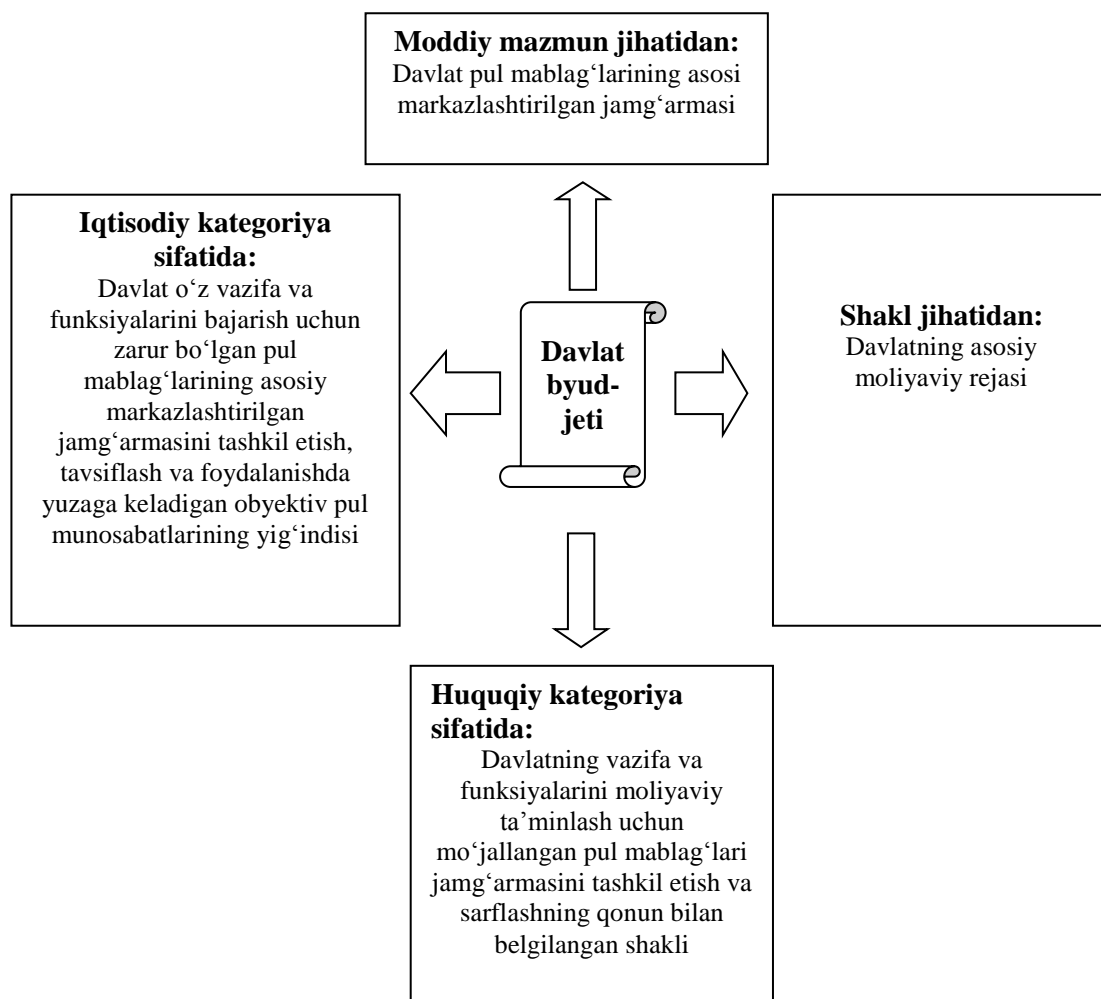 Moddiy mazmun jihatidan:
Davlat pul mablag‘larining asosi
markazlashtirilgan jamg‘armasi
Iqtisodiy kategoriya
sifatida:
Davlat o‘z vazifa va
funksiyalarini bajarish uchun
zarur bo‘lgan pul
mablag‘larining asosiy
markazlashtirilgan
jamg‘armasini tashkil etish,
tavsiflash va foydalanishda
yuzaga keladigan obyektiv pul
munosabatlarining yig‘indisi
Davlat
byud-
jeti
Shakl jihatidan:
Davlatning asosiy
moliyaviy rejasi
Huquqiy kategoriya
sifatida:
Davlatning vazifa va
funksiyalarini moliyaviy
ta’minlash uchun
mo‘jallangan pul mablag‘lari
jamg‘armasini tashkil etish va
sarflashning qonun bilan
belgilangan shakli